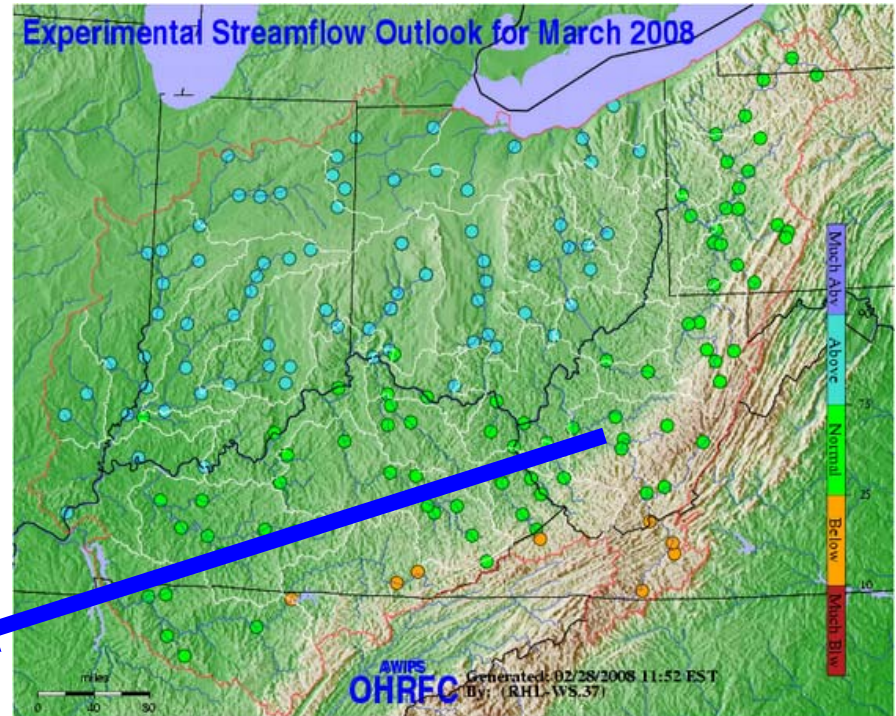 Experimental Streamflow Outlook for March 2008
Much Abv
90
Above
75
Normal
25
Below
10
Much Blw
miles
0 40 80
AWIPS
OHRFC
Generated: 02/28/2008 11:52 EST
By: (RHL-WS.37)